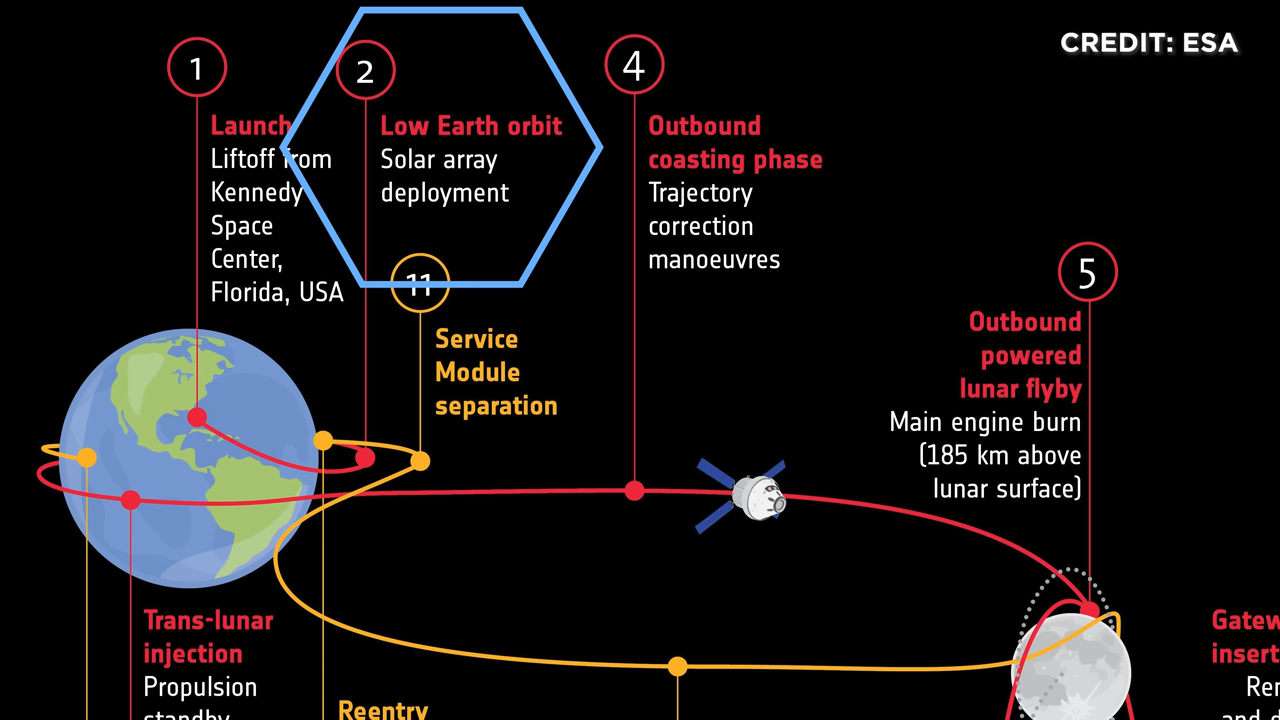 CREDIT: ESA
1
Launch
Liftoff from
Kennedy
Space
Center,
Florida, USA
2
Low Earth orbit
Solar array
deployment
4
Outbound
coasting phase
Trajectory
correction
manoeuvres
11
Service
Module
separation
5
Outbound
powered
lunar flyby
Main engine burn
(185 km above
lunar surface)
Trans-lunar
injection
Propulsion
standby
Reentry